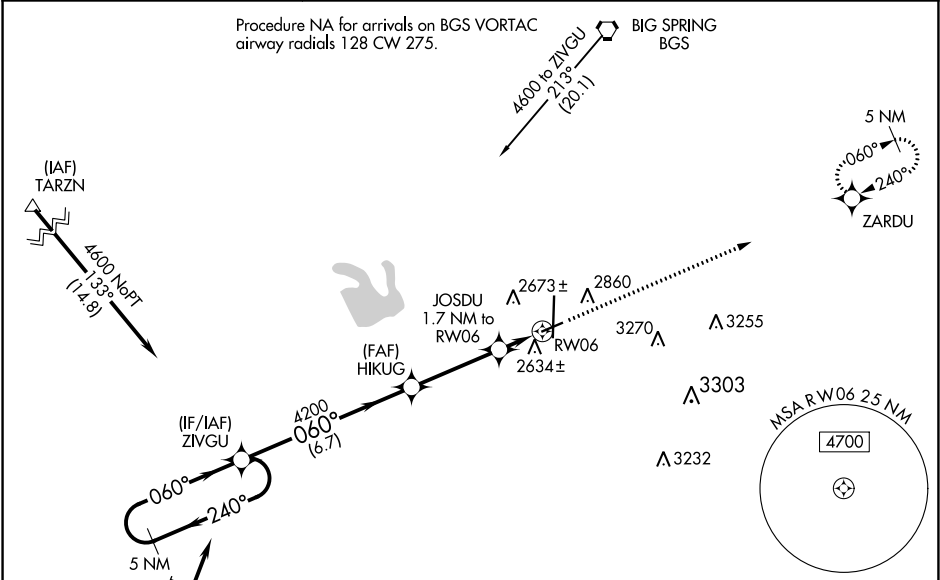 Procedure NA for arrivals on BGS VORTAC
airway radials 128 CW 275.
BIG SPRING
BGS
4600 to ZIVGU
213°
(20.1)
5 NM
060°
240°
ZARDU
(IAF)
TARZN
4600 NoPT
133°
(14.8)
JOSDU
1.7 NM to
RW06
2673±
2860
RW06
2634±
3270
3255
3303
3232
(FAF)
HIKUG
4200
060°
(6.7)
(IF/IAF)
ZIVGU
060°
240°
5 NM
MSA RW06 25 NM
4700